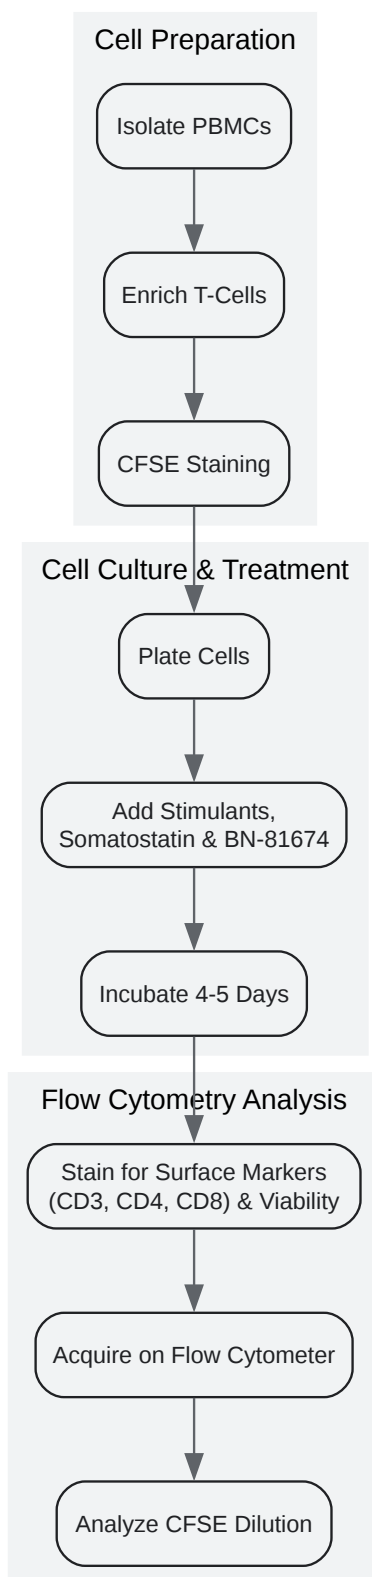 Cell Preparation
Isolate PBMCs
Enrich T-Cells
CFSE Staining
Cell Culture & Treatment
Plate Cells
Add Stimulants,
Somatostatin & BN-81674
Incubate 4-5 Days
Flow Cytometry Analysis
Stain for Surface Markers
(CD3, CD4, CD8) & Viability
Acquire on Flow Cytometer
Analyze CFSE Dilution